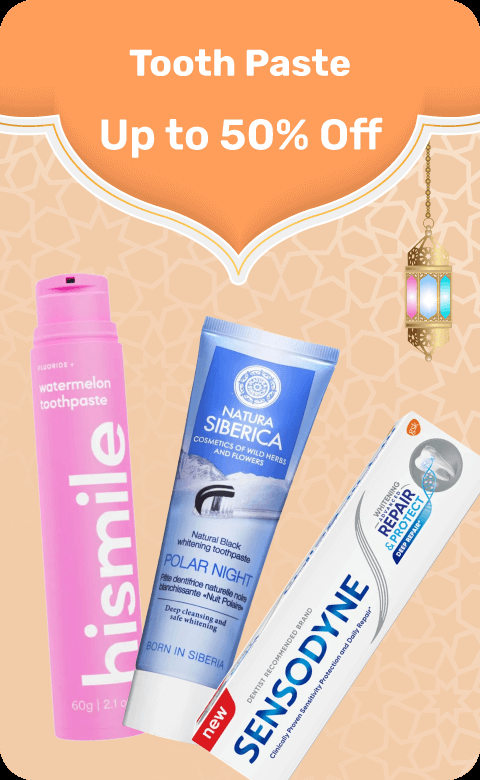 Tooth Paste
Up to 50% Off
FLUORIDE +
watermelon
toothpaste
hismile
60g | 2.1 o
NATURA
SIBERICA
COSMETICS OF WILD HERBS
AND FLOWERS
Natural Black
whitening toothpaste
POLAR NIGHT
Pâte dentifrice naturelle noire
blanchissante «Nuit Polaire»
Deep cleansing and
safe whitening
BORN IN SIBERIA
gsk
WHITENING
ADVANCED
REPAIR
& PROTECT
DEEP REPAIR*
DENTIST RECOMMENDED BRAND
SENSODYNE
new
Clinically Proven Sensitivity Protection and Daily Repair*